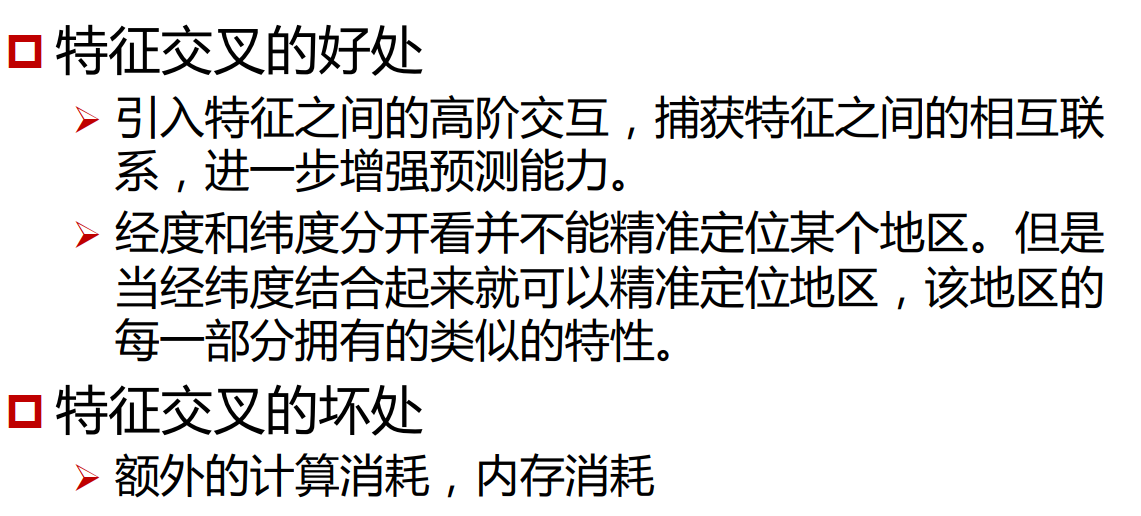 特征交叉的好处
引入特征之间的高阶交互，捕获特征之间的相互联
系，进一步增强预测能力。
经度和纬度分开看并不能精准定位某个地区。但是
当经纬度结合起来就可以精准定位地区，该地区的
每一部分拥有的类似的特性。
特征交叉的坏处
额外的计算消耗，内存消耗